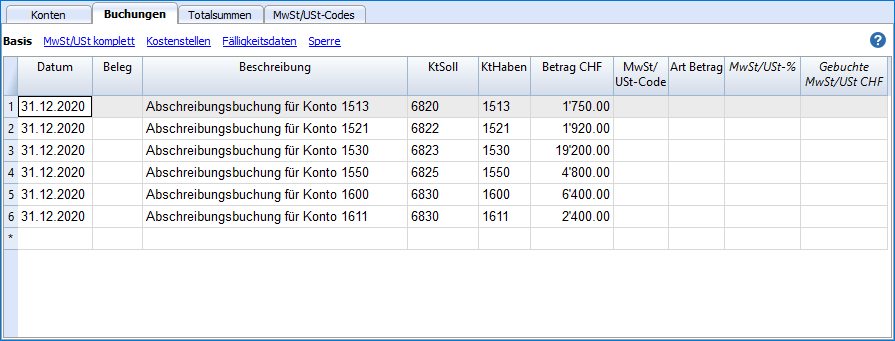 Konten Buchungen Totalsummen MwSt/USt-Codes
Basis MwSt/USt komplett Kostenstellen Fälligkeitsdaten Sperre ?
Datum Beleg Beschreibung KtSoll KtHaben Betrag CHF MwSt/ Art Betrag MwSt/USt-% Gebuchte
USt-Code MwSt/USt CHF
1 31.12.2020 Abschreibungsbuchung für Konto 1513 6820 1513 1'750.00
2 31.12.2020 Abschreibungsbuchung für Konto 1521 6822 1521 1'920.00
3 31.12.2020 Abschreibungsbuchung für Konto 1530 6823 1530 19'200.00
4 31.12.2020 Abschreibungsbuchung für Konto 1550 6825 1550 4'800.00
5 31.12.2020 Abschreibungsbuchung für Konto 1600 6830 1600 6'400.00
6 31.12.2020 Abschreibungsbuchung für Konto 1611 6830 1611 2'400.00
*